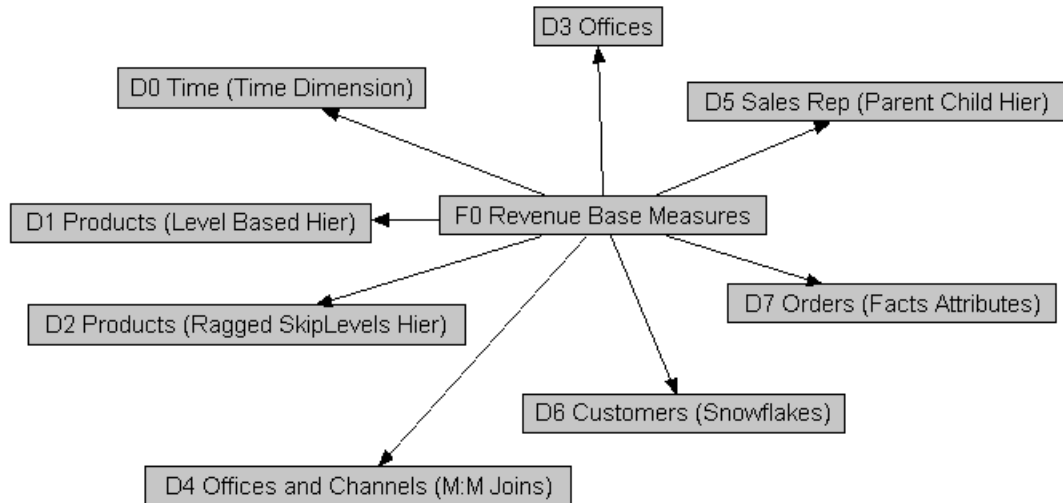 D3 Offices
D0 Time (Time Dimension)
D5 Sales Rep (Parent Child Hier)
F0 Revenue Base Measures
D1 Products (Level Based Hier)
D7 Orders (Facts Attributes)
D2 Products (Ragged SkipLevels Hier)
D6 Customers (Snowflakes)
D4 Offices and Channels (M:M Joins)